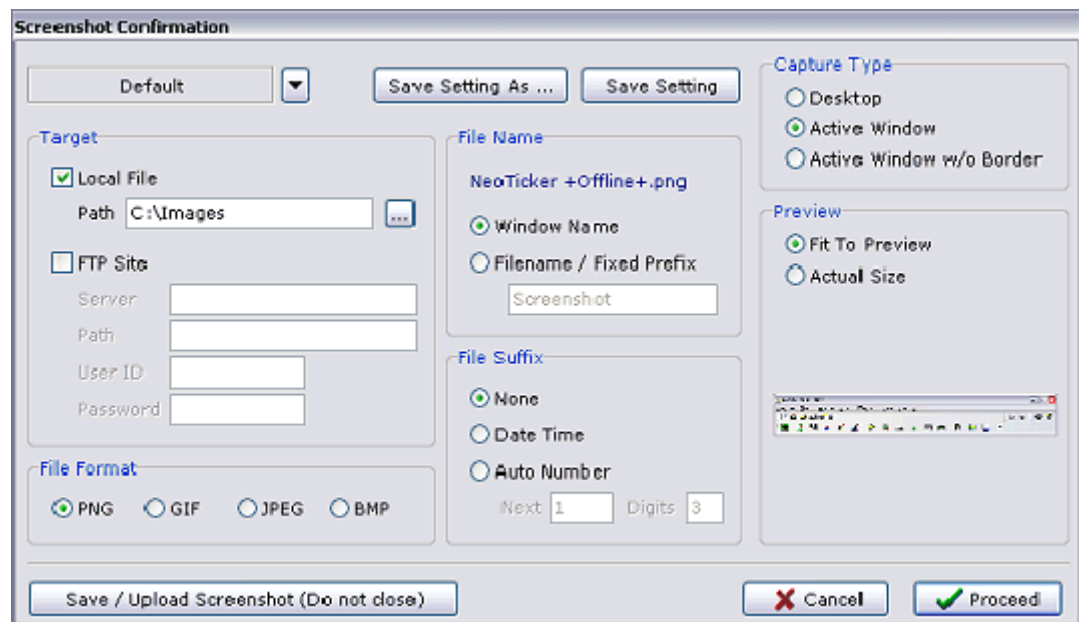 Screenshot Confirmation
Default
Save Setting As ...
Save Setting
Target
Local File
Path C:\Images ...
FTP Site
Server
Path
User ID
Password
File Format
PNG GIF JPEG BMP
File Name
NeoTicker +Offline+.png
Window Name
Filename / Fixed Prefix
Screenshot
File Suffix
None
Date Time
Auto Number
Next 1 Digits 3
Capture Type
Desktop
Active Window
Active Window w/o Border
Preview
Fit To Preview
Actual Size
Save / Upload Screenshot (Do not close)
Cancel
Proceed